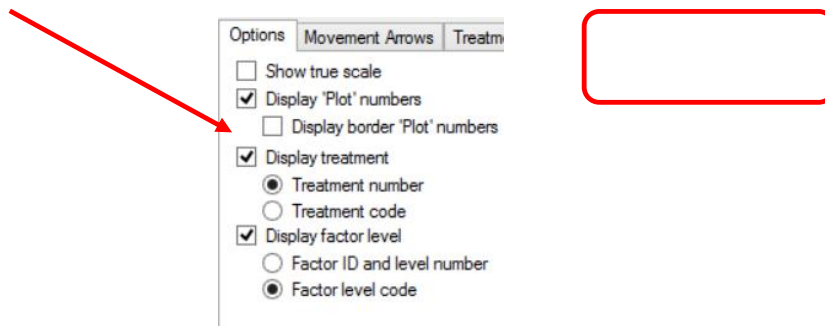 Options Movement Arrows Treatm
Show true scale
Display 'Plot' numbers
Display border 'Plot' numbers
Display treatment
Treatment number
Treatment code
Display factor level
Factor ID and level number
Factor level code